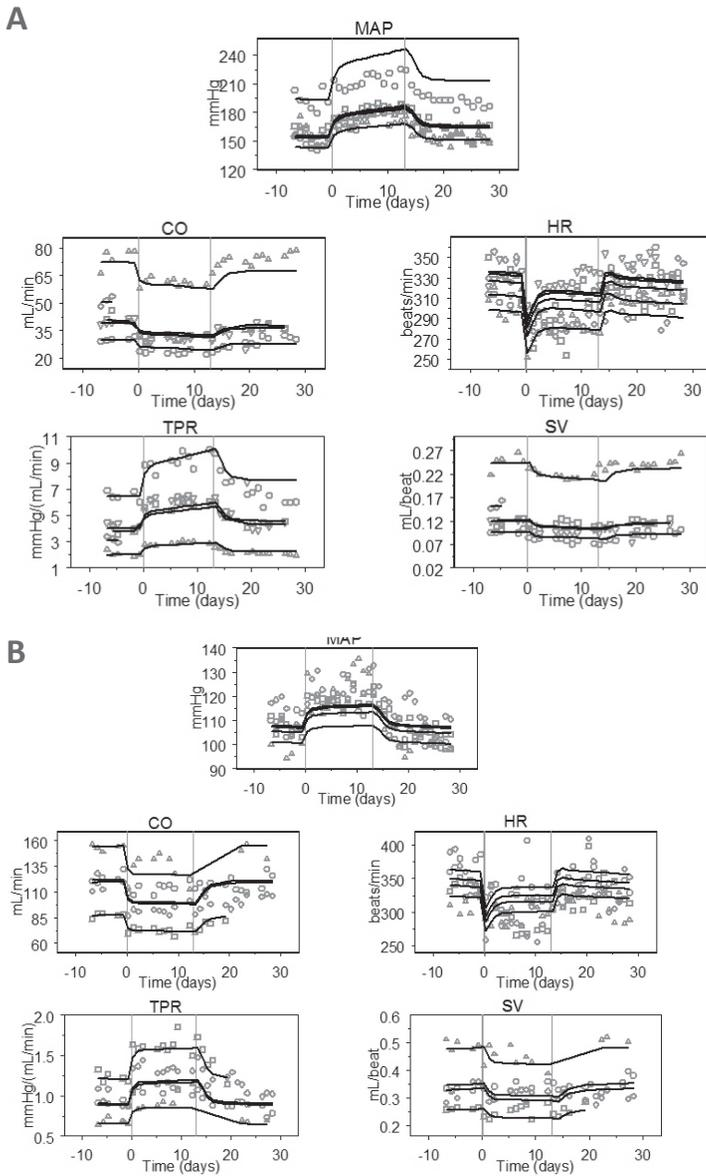 A
MAP
mmHg
240
210
180
150
120
-10 0 10 20 30
Time (days)
CO
mL/min
80
65
50
35
20
-10 0 10 20 30
Time (days)
HR
beats/min
350
330
310
290
270
250
-10 0 10 20 30
Time (days)
TPR
mmHg/(mL/min)
11
9
7
5
3
1
-10 0 10 20 30
Time (days)
SV
mL/beat
0.27
0.22
0.17
0.12
0.07
0.02
-10 0 10 20 30
Time (days)
B
MAP
mmHg
140
130
120
110
100
90
-10 0 10 20 30
Time (days)
CO
mL/min
160
135
110
85
60
-10 0 10 20 30
Time (days)
HR
beats/min
400
350
300
250
-10 0 10 20 30
Time (days)
TPR
mmHg/(mL/min)
2.0
1.5
1.0
0.5
-10 0 10 20 30
Time (days)
SV
mL/beat
0.6
0.5
0.4
0.3
0.2
-10 0 10 20 30
Time (days)